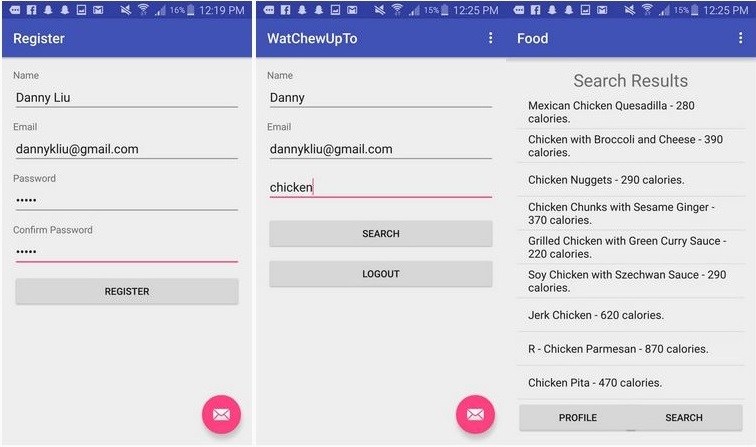 16% 12:19 PM
Register
Name
Danny Liu
Email
dannykliu@gmail.com
Password
•••••
Confirm Password
•••••
REGISTER
15% 12:25 PM
WatChewUpTo
Name
Danny
Email
dannykliu@gmail.com
chicken
SEARCH
LOGOUT
15% 12:25 PM
Food
Search Results
Mexican Chicken Quesadilla - 280
calories.
Chicken with Broccoli and Cheese - 390
calories.
Chicken Nuggets - 290 calories.
Chicken Chunks with Sesame Ginger -
370 calories.
Grilled Chicken with Green Curry Sauce -
220 calories.
Soy Chicken with Szechwan Sauce - 290
calories.
Jerk Chicken - 620 calories.
R - Chicken Parmesan - 870 calories.
Chicken Pita - 470 calories.
PROFILE
SEARCH